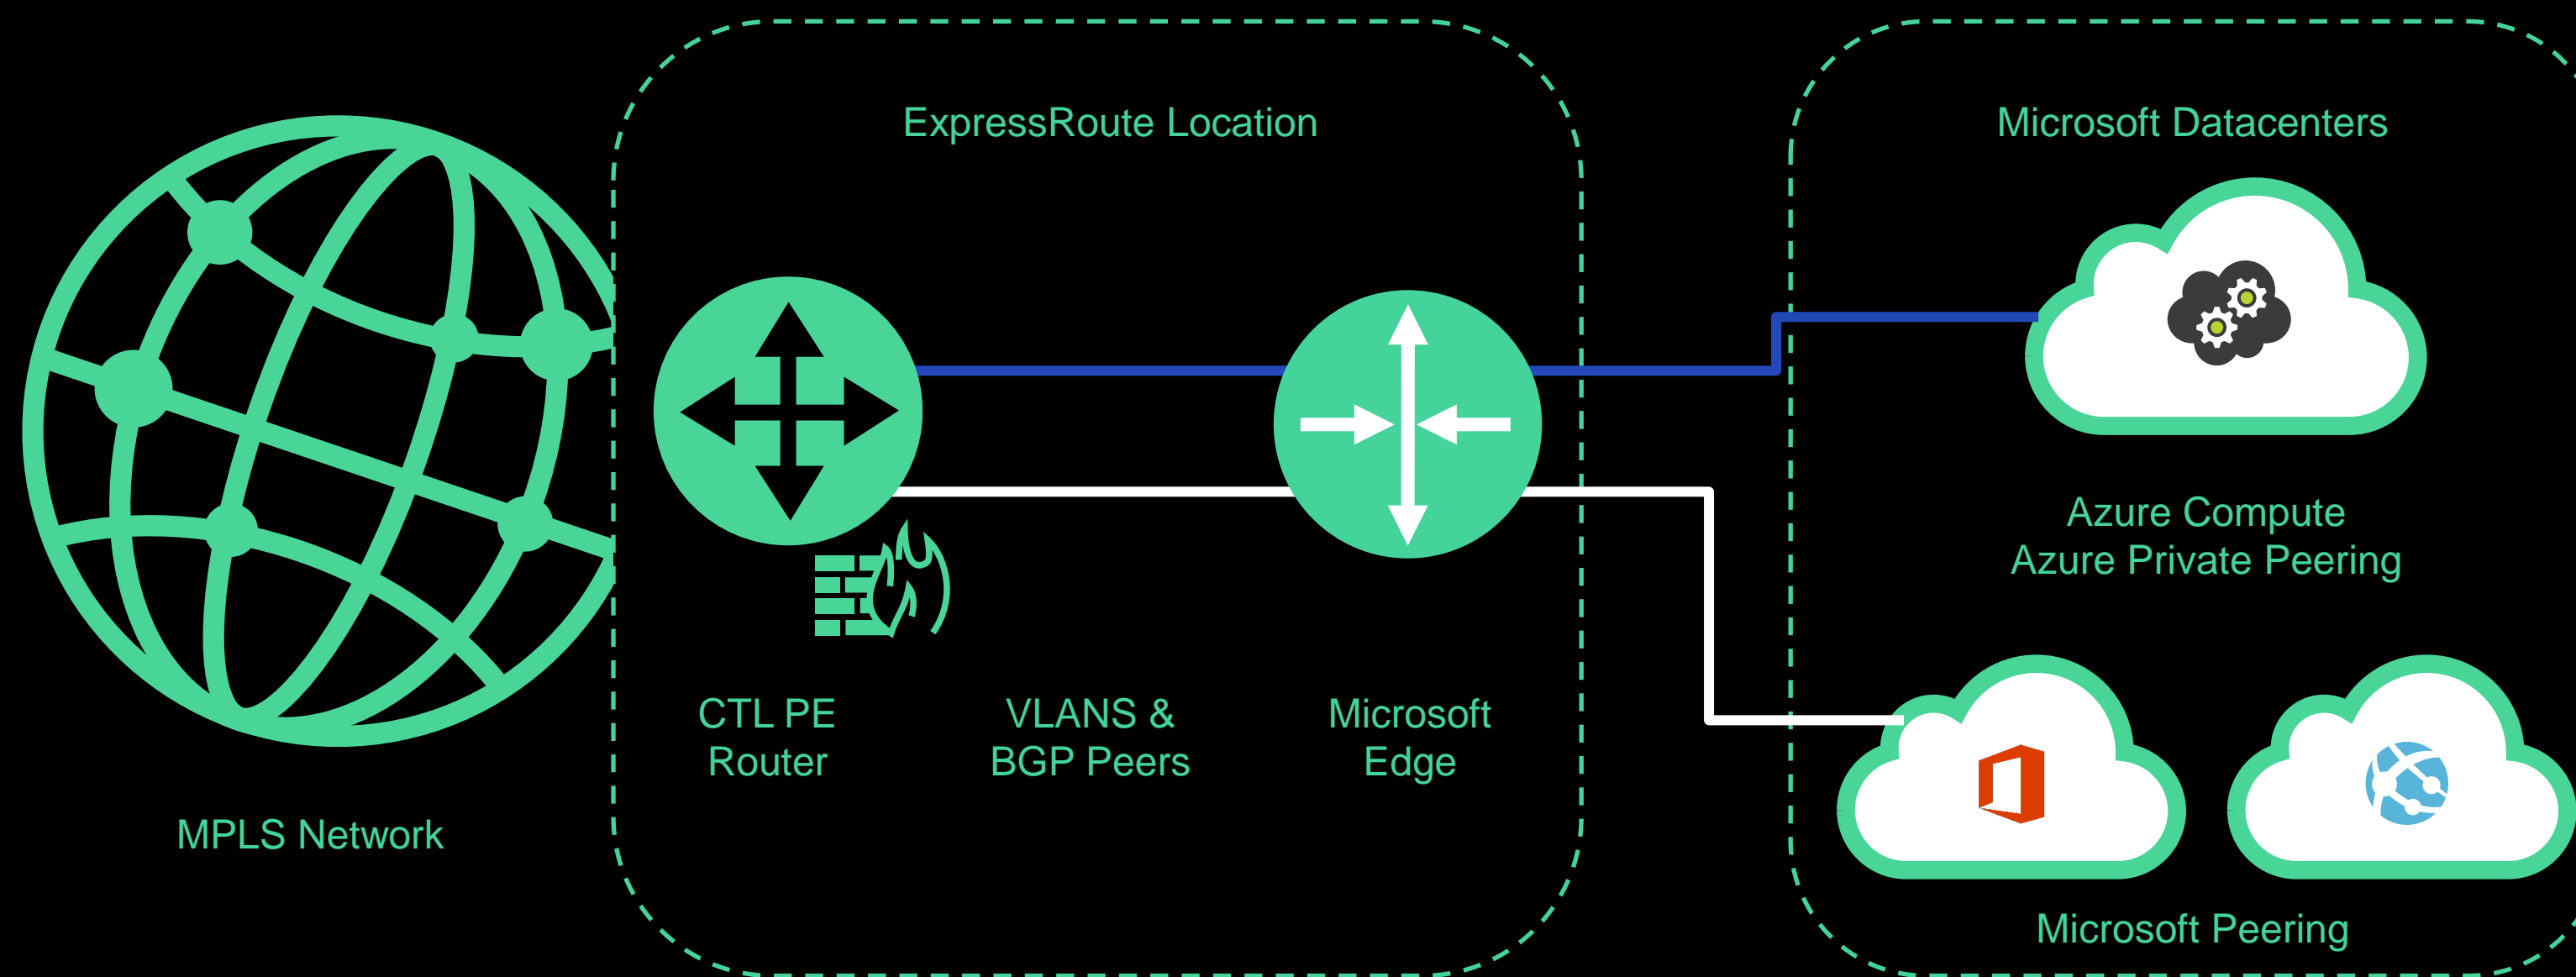 ExpressRoute Location
Microsoft Datacenters
Azure Compute
Azure Private Peering
CTL PE
Router
VLANS &
BGP Peers
Microsoft
Edge
MPLS Network
Microsoft Peering